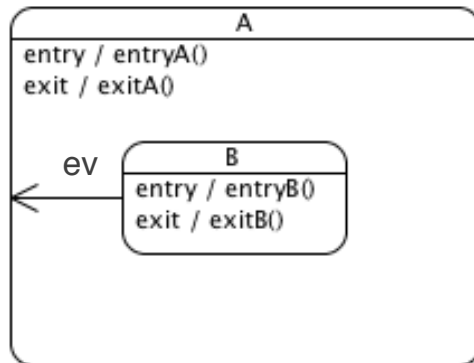 A
entry / entryA()
exit / exitA()
ev
B
entry / entryB()
exit / exitB()